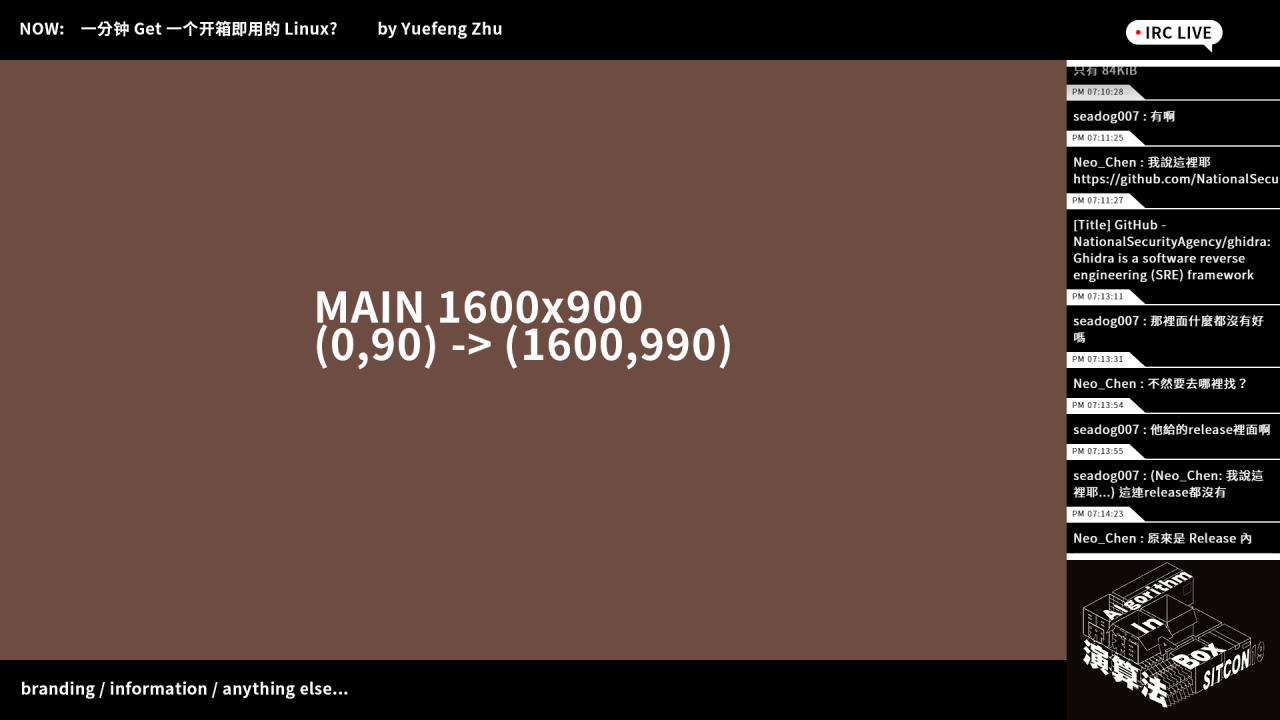 NOW: 一分钟 Get 一个开箱即用的 Linux? by Yuefeng Zhu
IRC LIVE
MAIN 1600x900
(0,90) -> (1600,990)
只有 84KiB
PM 07:10:28
seadog007 : 有啊
PM 07:11:25
Neo_Chen : 我說這裡耶
https://github.com/NationalSecu
PM 07:11:27
[Title] GitHub -
NationalSecurityAgency/ghidra:
Ghidra is a software reverse
engineering (SRE) framework
PM 07:13:11
seadog007 : 那裡面什麼都沒有好
嗎
PM 07:13:31
Neo_Chen : 不然要去哪裡找？
PM 07:13:54
seadog007 : 他給的release裡面啊
PM 07:13:55
seadog007 : (Neo_Chen: 我說這
裡耶...) 這連release都沒有
PM 07:14:23
Neo_Chen : 原來是 Release 內
Algorithm
In
A
Box
演算法
SITCON19
branding / information / anything else...